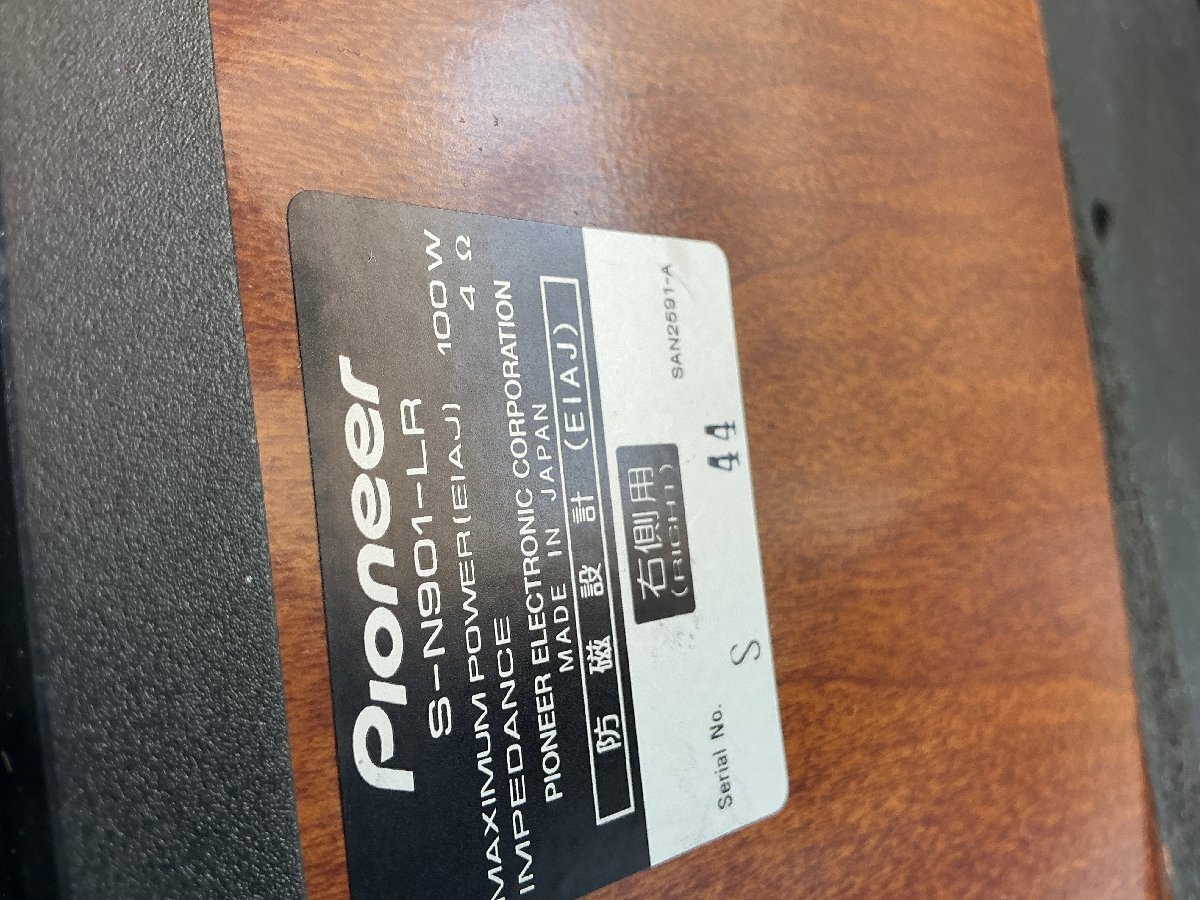 Pioneer
S-N901-LR
MAXIMUM POWER(EIAJ) 100W
IMPEDANCE 4 Ω
PIONEER ELECTRONIC CORPORATION
MADE IN JAPAN
防磁設計 (EIAJ)
右側用
(RIGHT)
SAN2591-A
Serial No. S 44